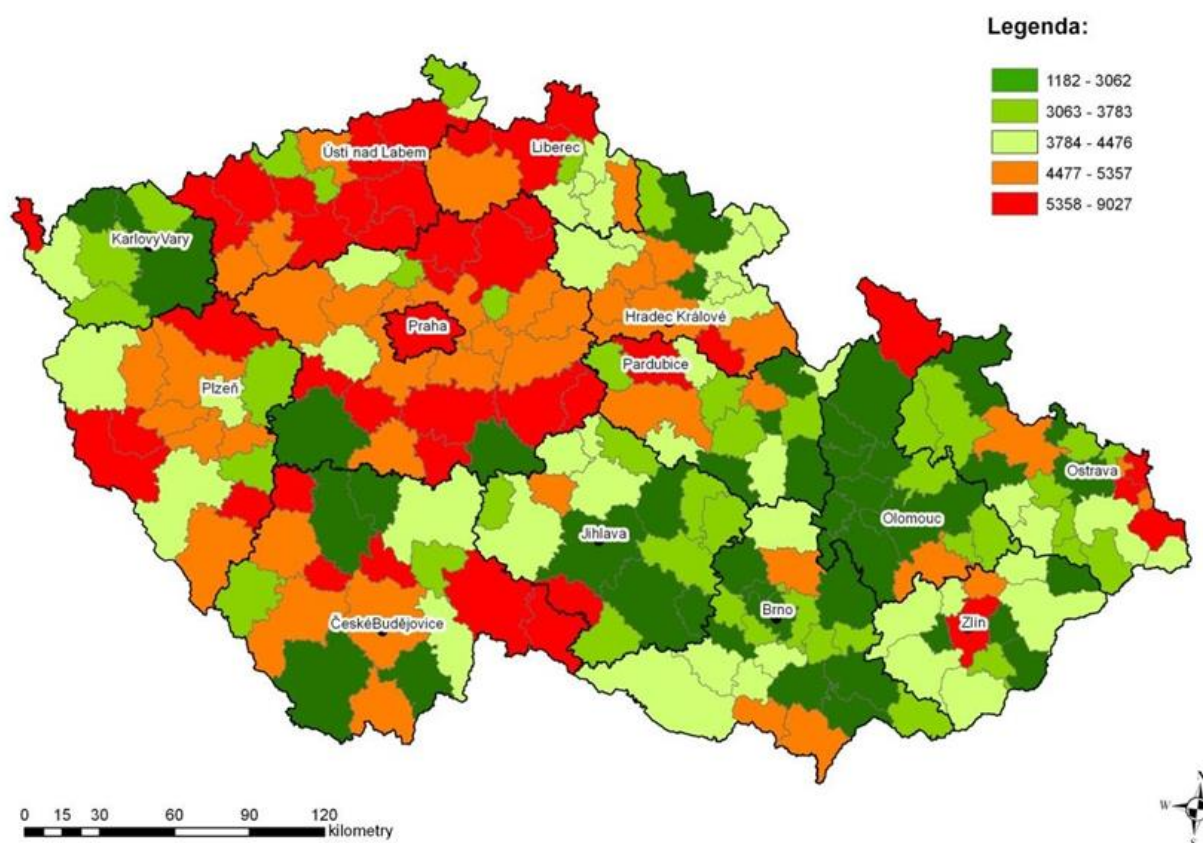 Legenda:
1182 - 3062
3063 - 3783
3784 - 4476
4477 - 5357
5358 - 9027
Ústí nad Labem
Liberec
KarlovyVary
Praha
Hradec Králové
Pardubice
Plzeň
Ostrava
Olomouc
Jihlava
Brno
Zlín
ČeskéBudějovice
0 15 30 60 90 120
kilometry
N
W
S